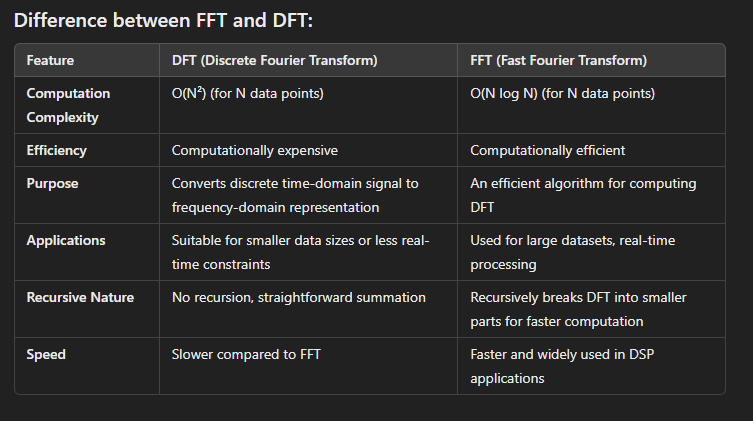 Difference between FFT and DFT:
Feature DFT (Discrete Fourier Transform) FFT (Fast Fourier Transform)
Computation O(N²) (for N data points) O(N log N) (for N data points)
Complexity
Efficiency Computationally expensive Computationally efficient
Purpose Converts discrete time-domain signal to An efficient algorithm for computing
frequency-domain representation DFT
Applications Suitable for smaller data sizes or less real- Used for large datasets, real-time
time constraints processing
Recursive Nature No recursion, straightforward summation Recursively breaks DFT into smaller
parts for faster computation
Speed Slower compared to FFT Faster and widely used in DSP
applications